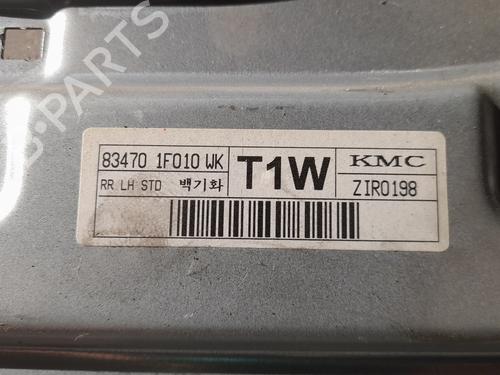 B-PARTS
83470 1F010 WK
T1W
KMC
RR LH STD 백기화
ZIR0198